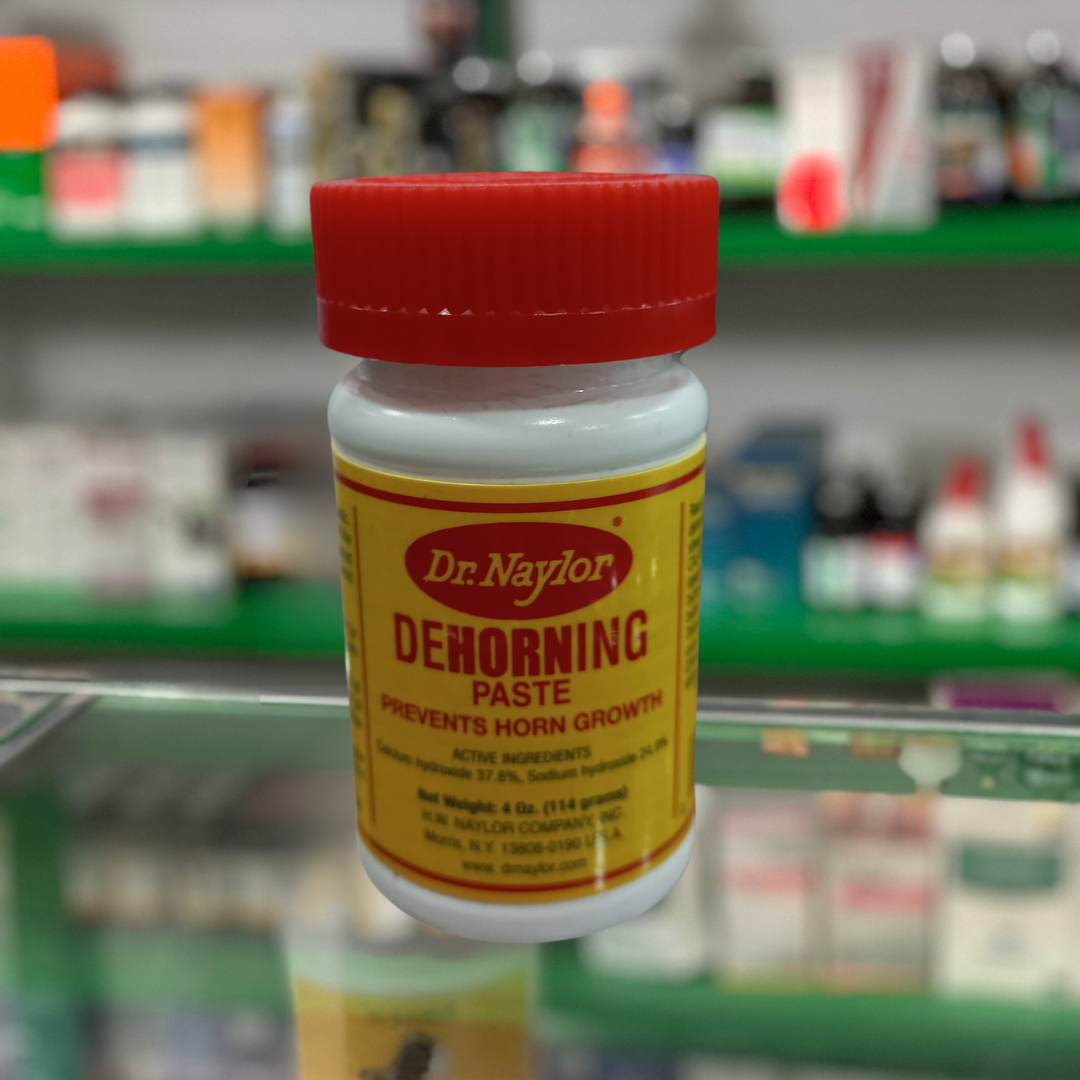 Dr. Naylor®
DEHORNING
PASTE
PREVENTS HORN GROWTH
ACTIVE INGREDIENTS
Calcium hydroxide 37.8%, Sodium hydroxide 24.9%
Net Weight: 4 Oz. (114 grams)
H.W. NAYLOR COMPANY, INC.
Morris, N.Y. 13808-0190 U.S.A.
www. drnaylor.com